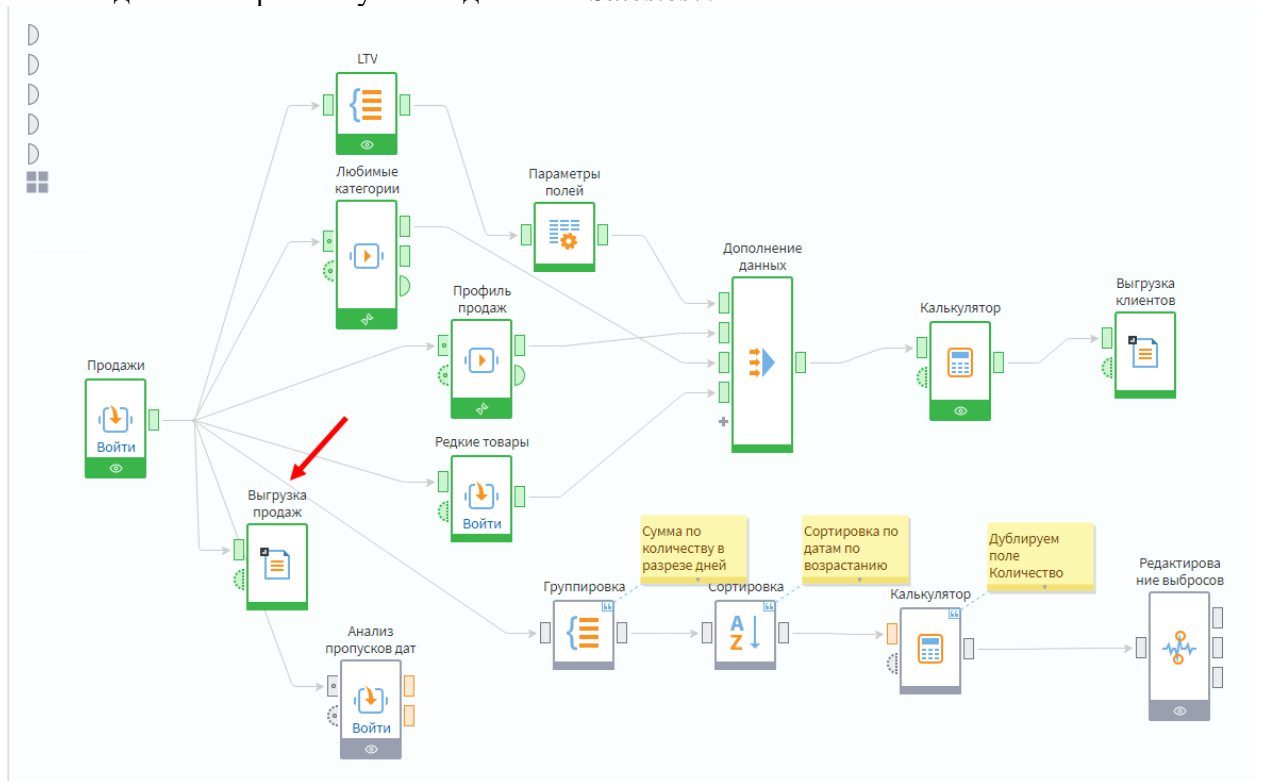 LTV
Любимые
категории
Параметры
полей
Дополнение
данных
Профиль
продаж
Калькулятор
Выгрузка
клиентов
Продажи
Войти
Редкие товары
Войти
Выгрузка
продаж
Сумма по
количеству в
разрезе дней
Сортировка по
датам по
возрастанию
Дублируем
поле
Количество
Группировка
Сортировка
A
Z
Калькулятор
Редактирова
ние выбросов
Анализ
пропусков дат
Войти